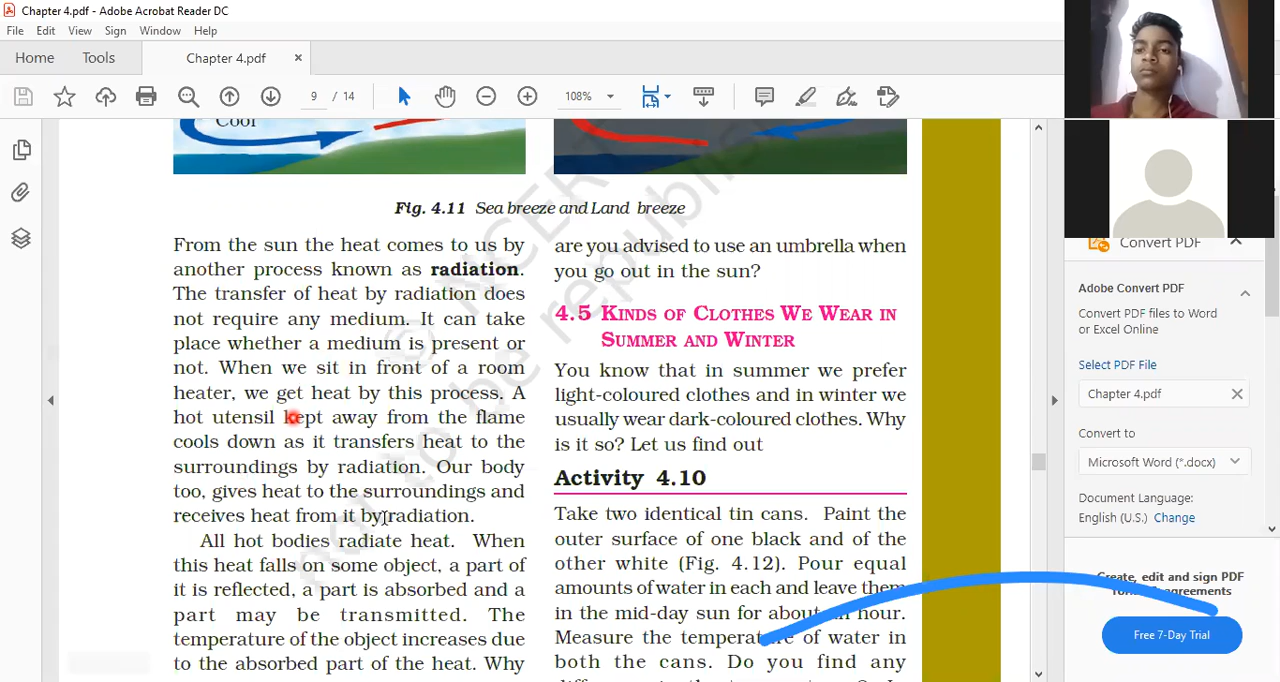 Chapter 4.pdf - Adobe Acrobat Reader DC
File Edit View Sign Window Help
Home Tools Chapter 4.pdf ×
9 / 14 108%
Cool
Fig. 4.11 Sea breeze and Land breeze
From the sun the heat comes to us by
another process known as radiation.
The transfer of heat by radiation does
not require any medium. It can take
place whether a medium is present or
not. When we sit in front of a room
heater, we get heat by this process. A
hot utensil kept away from the flame
cools down as it transfers heat to the
surroundings by radiation. Our body
too, gives heat to the surroundings and
receives heat from it by radiation.
All hot bodies radiate heat. When
this heat falls on some object, a part of
it is reflected, a part is absorbed and a
part may be transmitted. The
temperature of the object increases due
to the absorbed part of the heat. Why
are you advised to use an umbrella when
you go out in the sun?
4.5 KINDS OF CLOTHES WE WEAR IN
SUMMER AND WINTER
You know that in summer we prefer
light-coloured clothes and in winter we
usually wear dark-coloured clothes. Why
is it so? Let us find out
Activity 4.10
Take two identical tin cans. Paint the
outer surface of one black and of the
other white (Fig. 4.12). Pour equal
amounts of water in each and leave them
in the mid-day sun for about an hour.
Measure the temperature of water in
both the cans. Do you find any
© NCERT
not to be republi
Convert PDF
Adobe Convert PDF
Convert PDF files to Word
or Excel Online
Select PDF File
Chapter 4.pdf
Convert to
Microsoft Word (*.docx)
Document Language:
English (U.S.) Change
Create, edit and sign PDF
agreements
Free 7-Day Trial